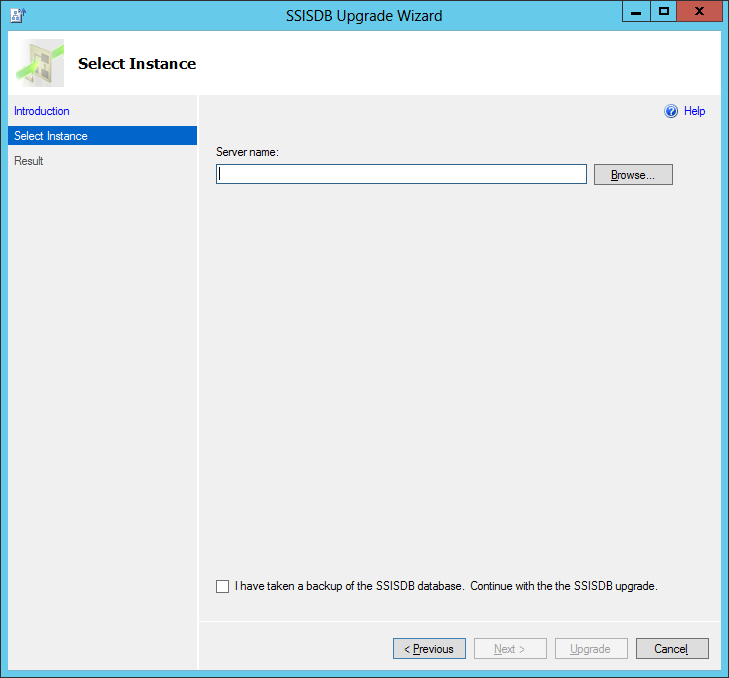 SSISDB Upgrade Wizard
Select Instance
Introduction
Select Instance
Result
Help
Server name:
Browse...
I have taken a backup of the SSISDB database.  Continue with the the SSISDB upgrade.
< Previous
Next >
Upgrade
Cancel